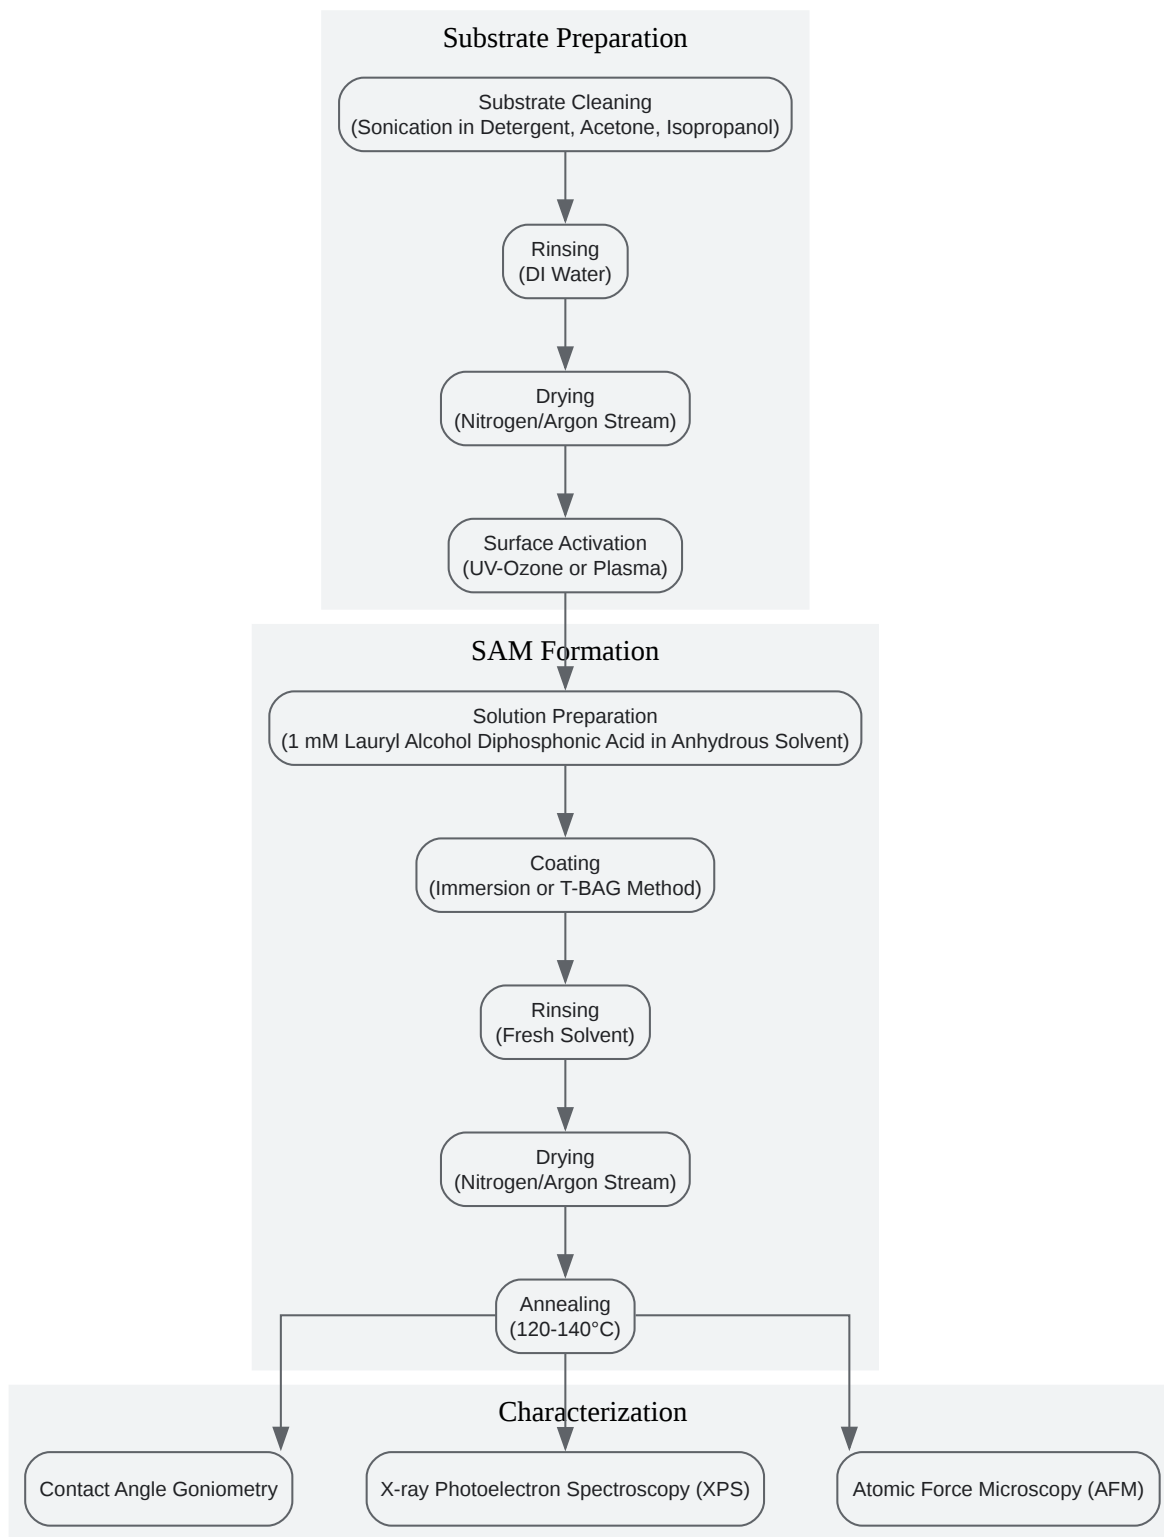 Substrate Preparation
Substrate Cleaning
(Sonication in Detergent, Acetone, Isopropanol)
Rinsing
(DI Water)
Drying
(Nitrogen/Argon Stream)
Surface Activation
(UV-Ozone or Plasma)
SAM Formation
Solution Preparation
(1 mM Lauryl Alcohol Diphosphonic Acid in Anhydrous Solvent)
Coating
(Immersion or T-BAG Method)
Rinsing
(Fresh Solvent)
Drying
(Nitrogen/Argon Stream)
Annealing
(120-140°C)
Characterization
Contact Angle Goniometry
X-ray Photoelectron Spectroscopy (XPS)
Atomic Force Microscopy (AFM)